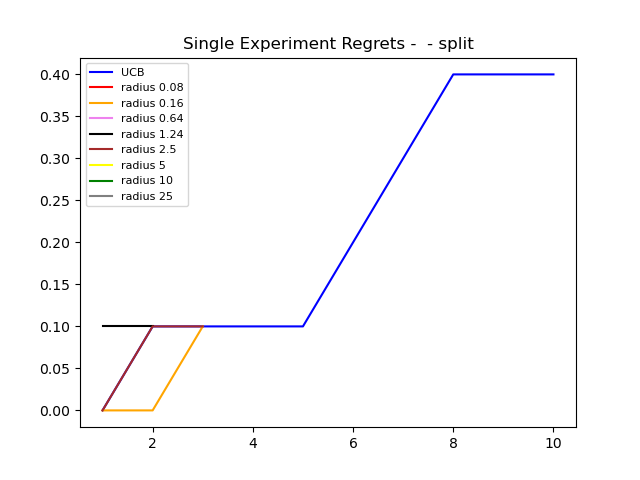 Single Experiment Regrets -  - split
UCB
radius 0.08
radius 0.16
radius 0.64
radius 1.24
radius 2.5
radius 5
radius 10
radius 25
0.40
0.35
0.30
0.25
0.20
0.15
0.10
0.05
0.00
2 4 6 8 10